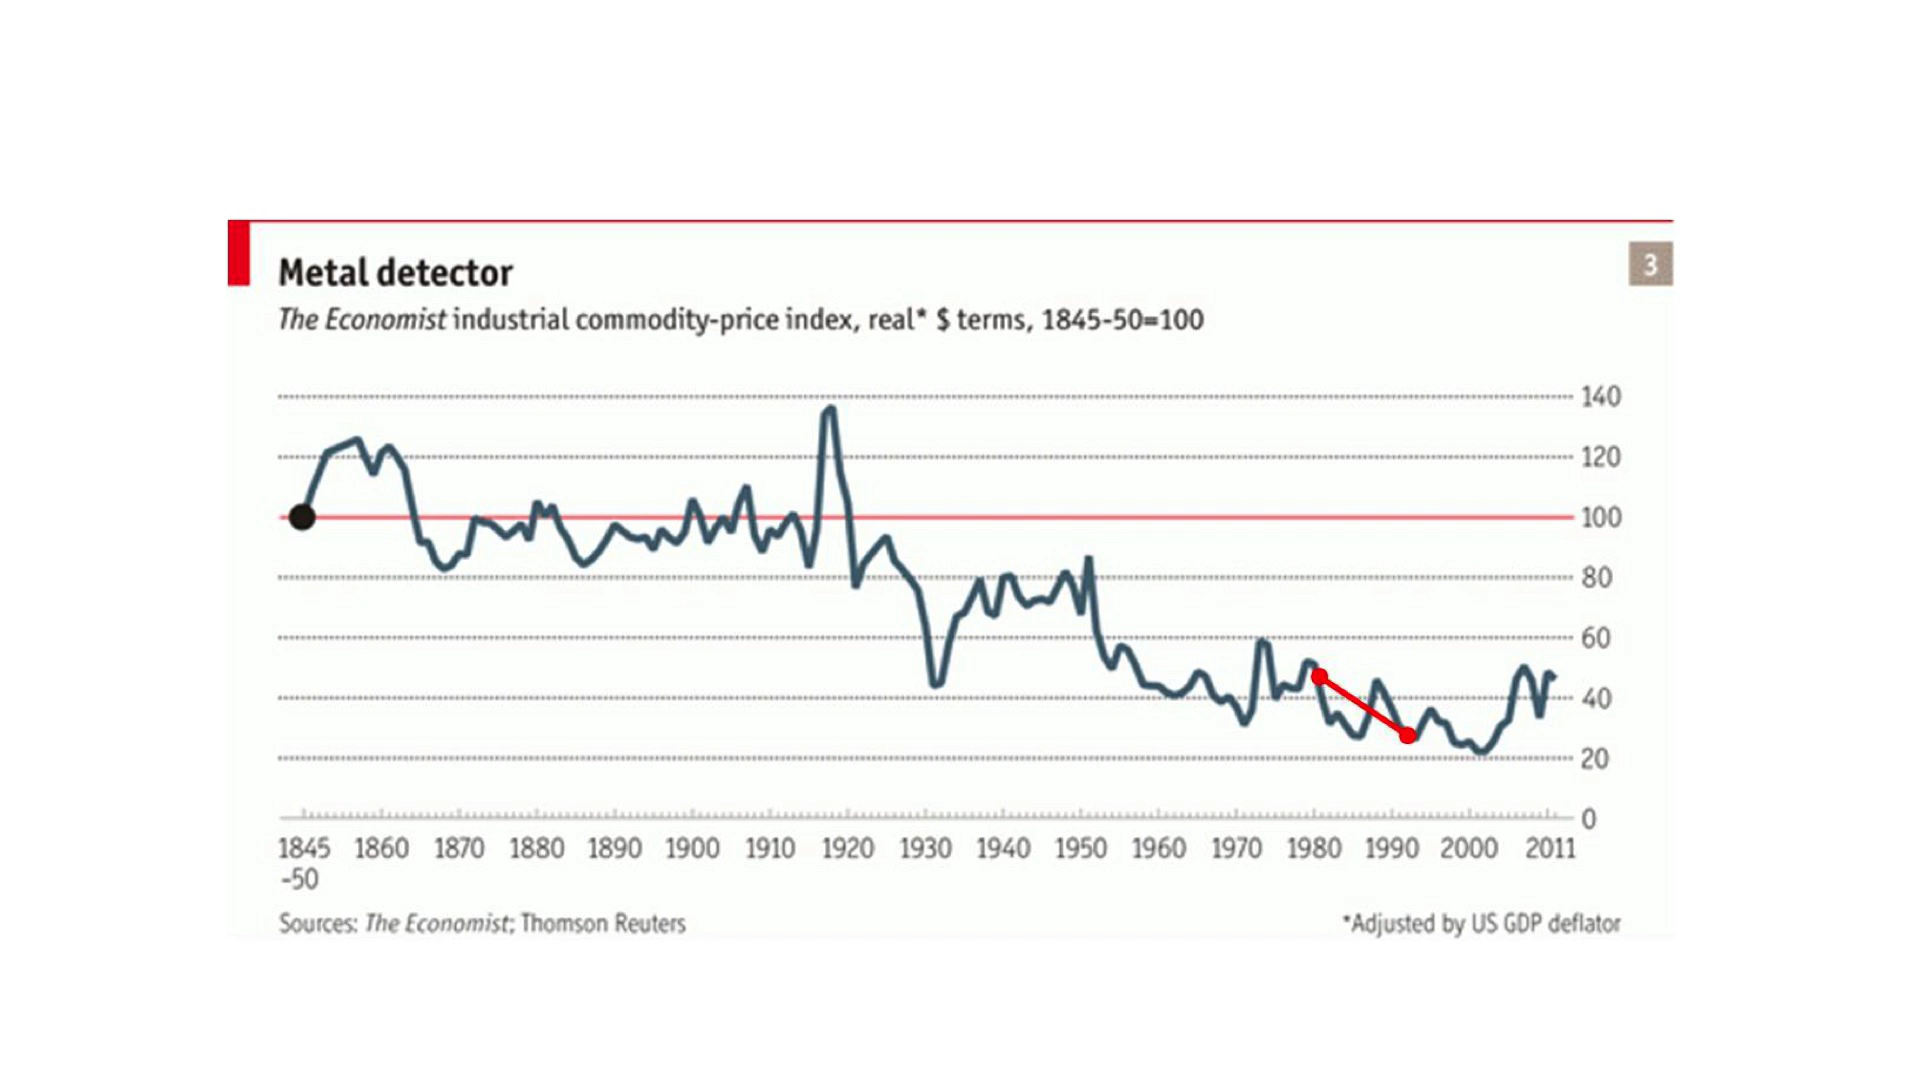 Metal detector
3
The Economist industrial commodity-price index, real* $ terms, 1845-50=100
140
120
100
80
60
40
20
0
1845 1860 1870 1880 1890 1900 1910 1920 1930 1940 1950 1960 1970 1980 1990 2000 2011
-50
Sources: The Economist; Thomson Reuters
*Adjusted by US GDP deflator